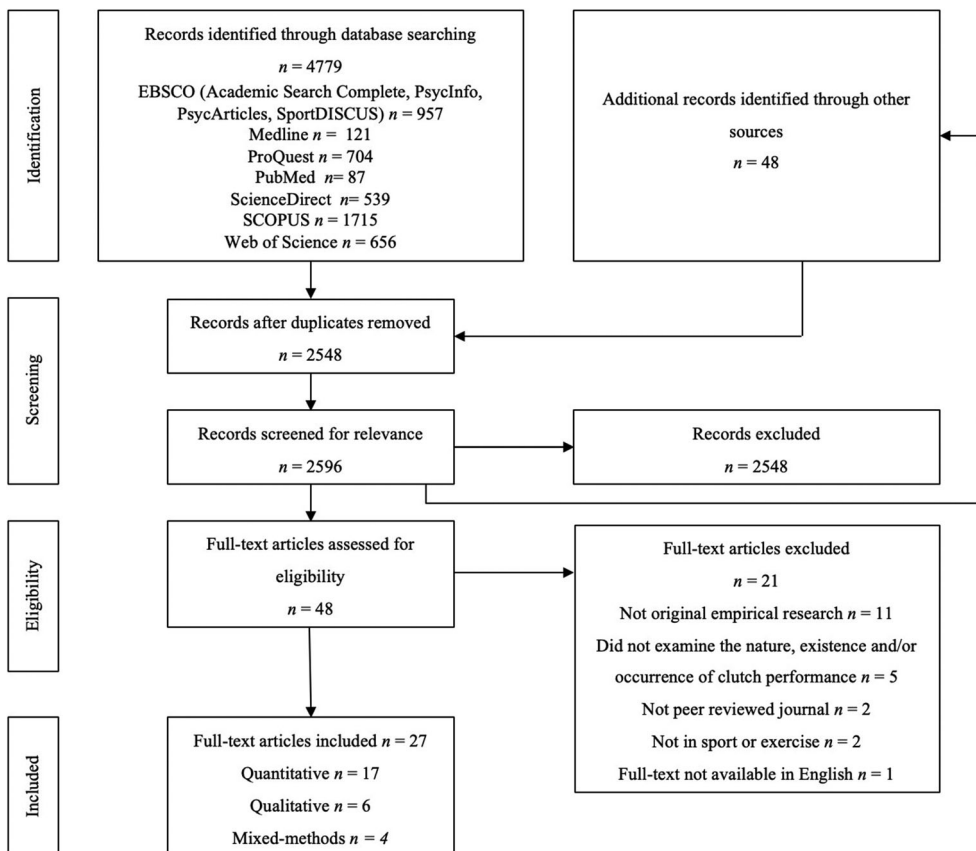 Identification
Records identified through database searching
n = 4779
EBSCO (Academic Search Complete, PsycInfo,
PsycArticles, SportDISCUS) n = 957
Medline n = 121
ProQuest n = 704
PubMed n = 87
ScienceDirect n= 539
SCOPUS n = 1715
Web of Science n = 656
Additional records identified through other
sources
n = 48
Screening
Records after duplicates removed
n = 2548
Records screened for relevance
n = 2596
Records excluded
n = 2548
Eligibility
Full-text articles assessed for
eligibility
n = 48
Full-text articles excluded
n = 21
Not original empirical research n = 11
Did not examine the nature, existence and/or
occurrence of clutch performance n = 5
Not peer reviewed journal n = 2
Not in sport or exercise n = 2
Full-text not available in English n = 1
Included
Full-text articles included n = 27
Quantitative n = 17
Qualitative n = 6
Mixed-methods n = 4